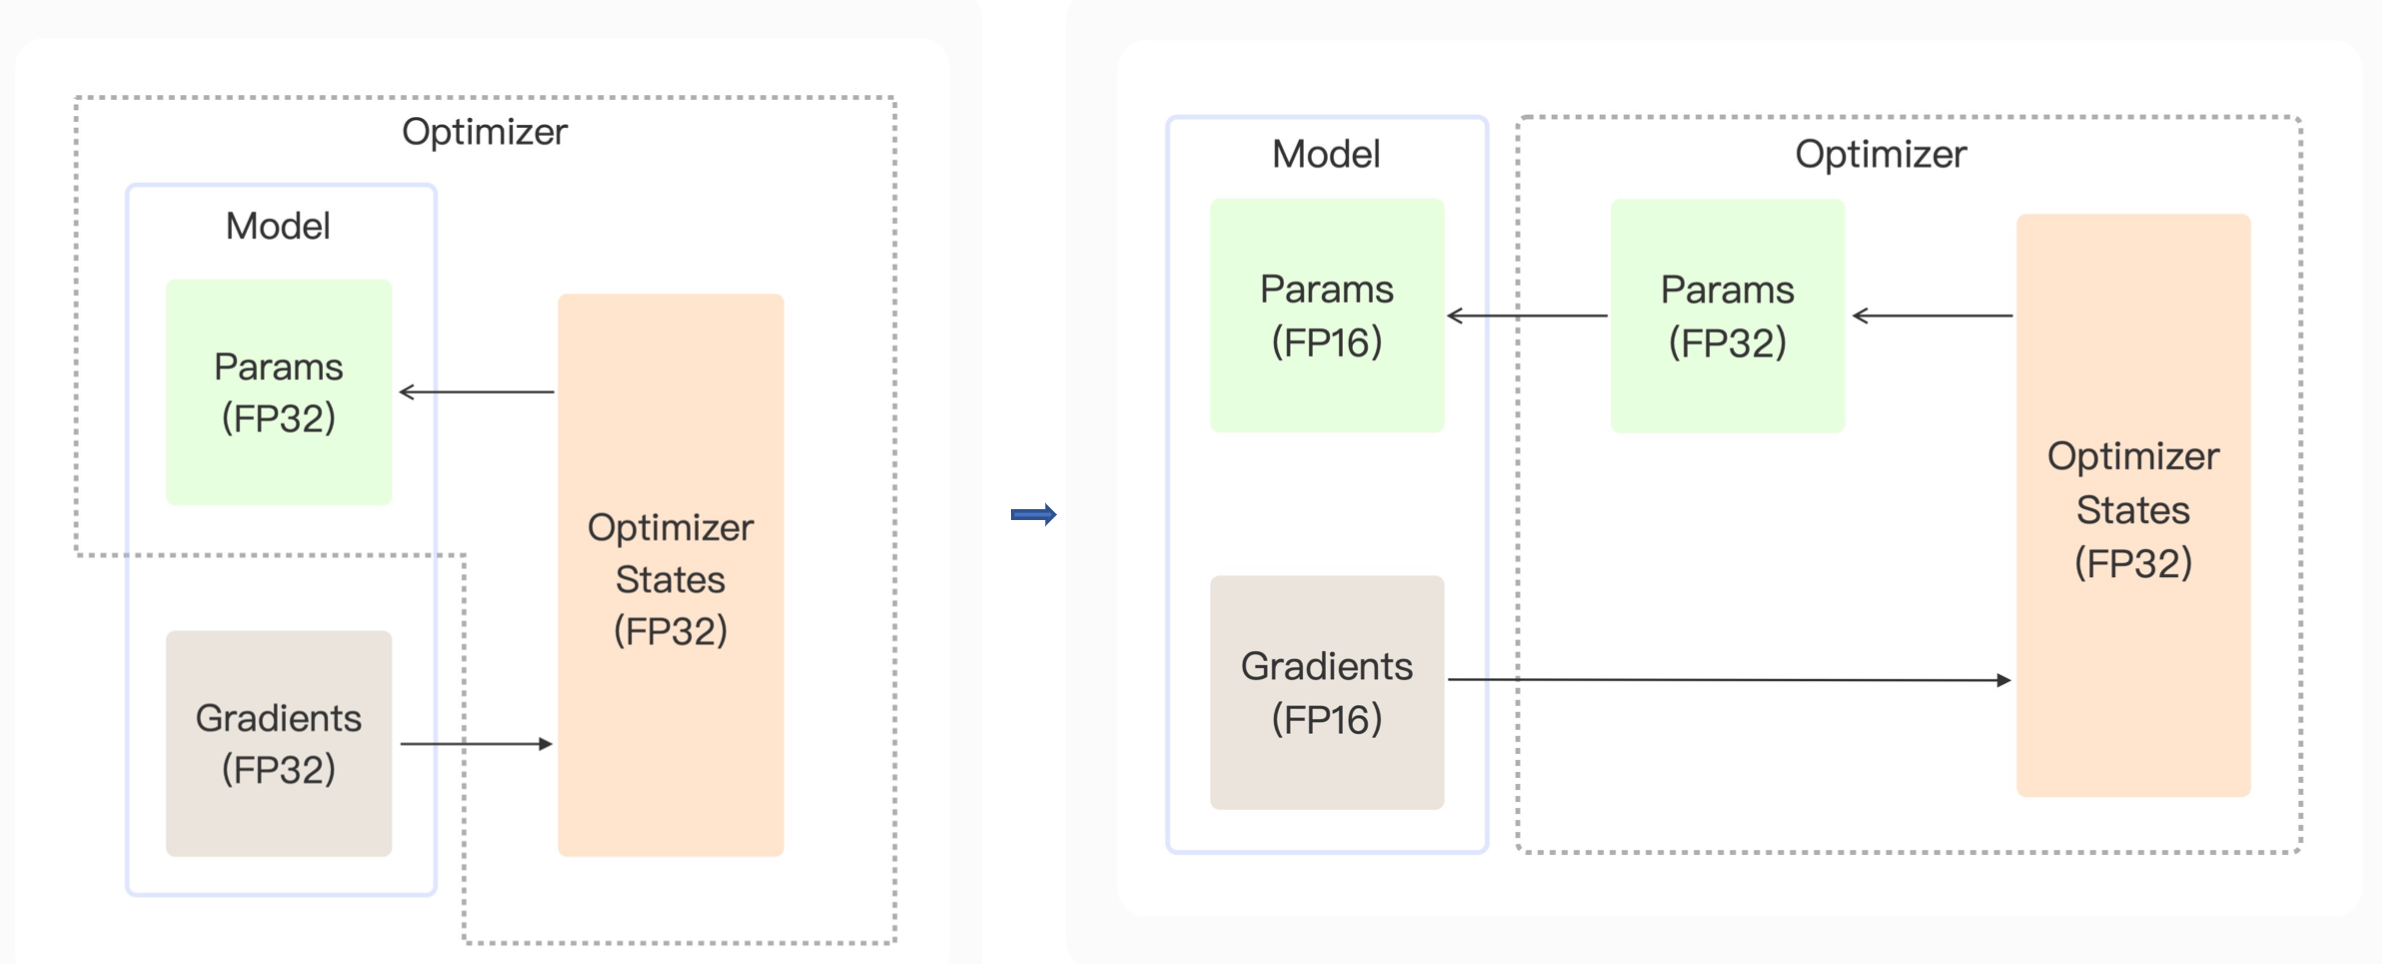 Optimizer
Model
Params
(FP32)
Optimizer
States
(FP32)
Gradients
(FP32)
Model
Params
(FP16)
Gradients
(FP16)
Optimizer
Params
(FP32)
Optimizer
States
(FP32)